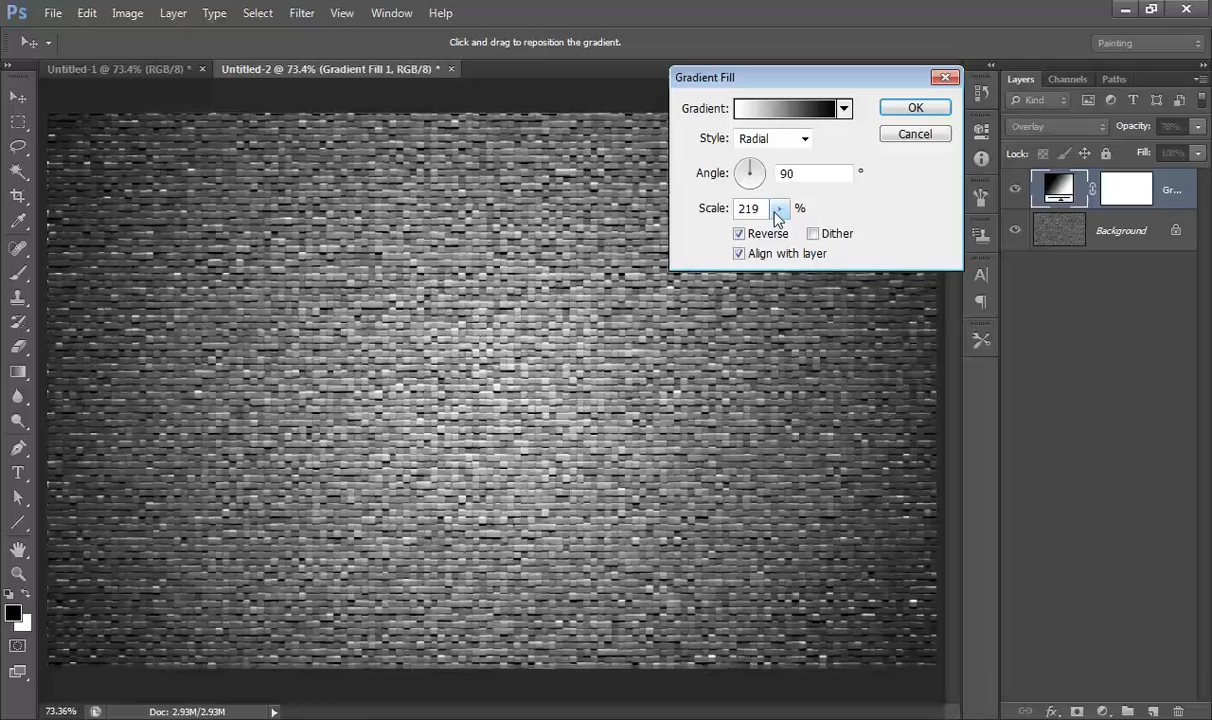 Ps File Edit Image Layer Type Select Filter View Window Help
Click and drag to reposition the gradient.
Painting
Untitled-1 @ 73.4% (RGB/8) * ×
Untitled-2 @ 73.4% (Gradient Fill 1, RGB/8) * ×
Gradient Fill
Gradient:
OK
Style: Radial
Cancel
Angle: 90 °
Scale: 219 %
Reverse Dither
Align with layer
Layers Channels Paths
Kind
Overlay Opacity: 78%
Lock: Fill: 100%
Gr...
Background
73.36% Doc: 2.93M/2.93M